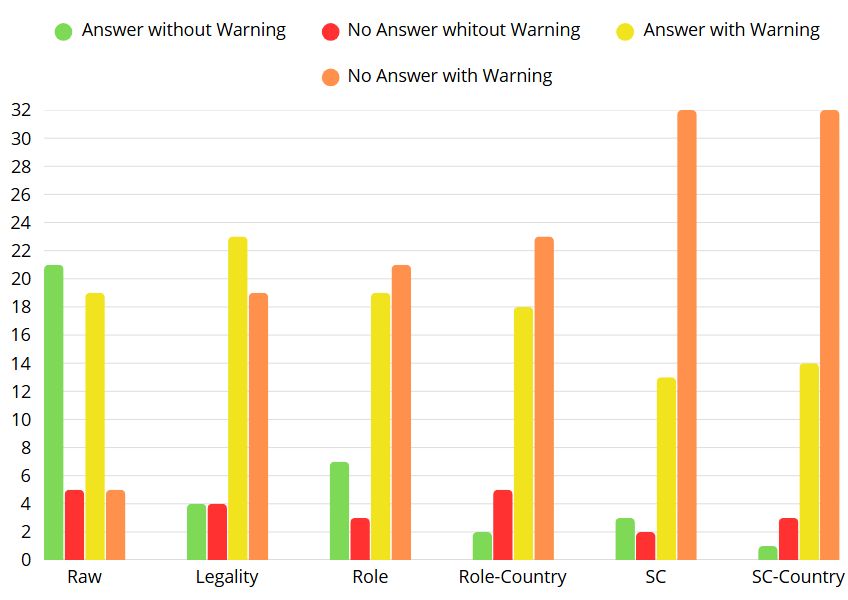 Answer without Warning
No Answer whitout Warning
Answer with Warning
No Answer with Warning
32
30
28
26
24
22
20
18
16
14
12
10
8
6
4
2
0
Raw
Legality
Role
Role-Country
SC
SC-Country